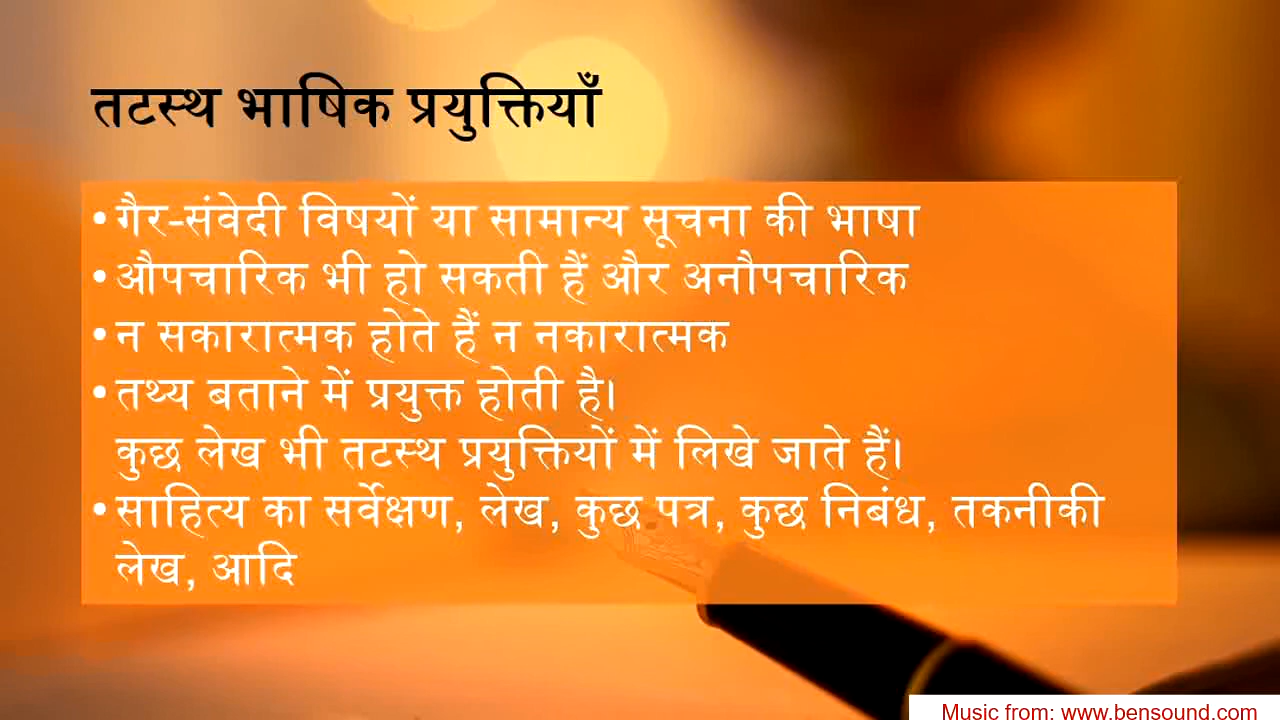 तटस्थ भाषिक प्रयुक्तियाँ
• गैर-संवेदी विषयों या सामान्य सूचना की भाषा
• औपचारिक भी हो सकती हैं और अनौपचारिक
• न सकारात्मक होते हैं न नकारात्मक
• तथ्य बताने में प्रयुक्त होती है।
कुछ लेख भी तटस्थ प्रयुक्तियों में लिखे जाते हैं।
• साहित्य का सर्वेक्षण, लेख, कुछ पत्र, कुछ निबंध, तकनीकी
लेख, आदि
Music from: www.bensound.com